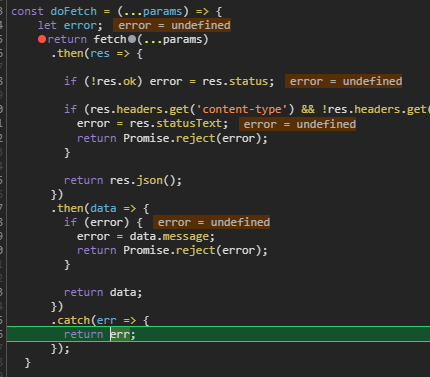 const doFetch = (...params) => {
let error; error = undefined
return fetch(...params)
.then(res => {
if (!res.ok) error = res.status; error = undefined
if (res.headers.get('content-type') && !res.headers.get(
error = res.statusText; error = undefined
return Promise.reject(error);
}
return res.json();
})
.then(data => {
if (error) { error = undefined
error = data.message;
return Promise.reject(error);
}
return data;
})
.catch(err => {
return err;
});
}